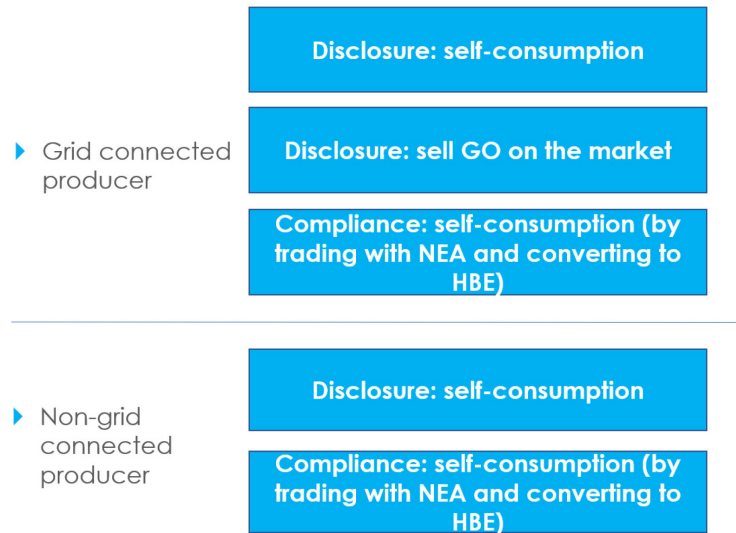 Disclosure: self-consumption
Grid connected
producer
Disclosure: sell GO on the market
Compliance: self-consumption (by
trading with NEA and converting to
HBE)
Non-grid
connected
producer
Disclosure: self-consumption
Compliance: self-consumption (by
trading with NEA and converting to
HBE)